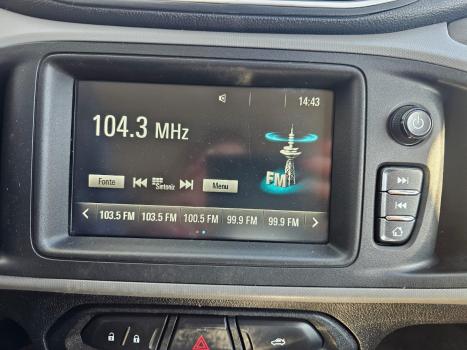 14:43
104.3 MHz
FM
Fonte Sintoniz Menu
103.5 FM 103.5 FM 100.5 FM 99.9 FM 99.9 FM